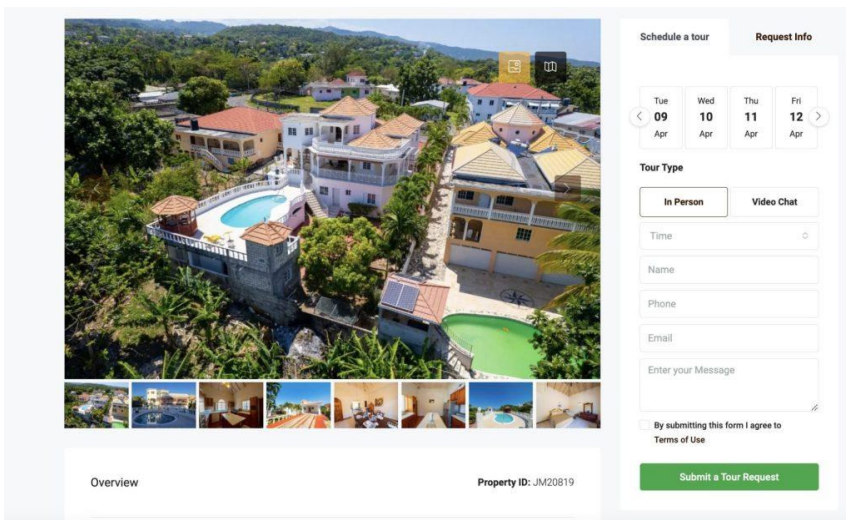 Schedule a tour
Request Info
Tue Wed Thu Fri
09 10 11 12
Apr Apr Apr Apr
Tour Type
In Person
Video Chat
Time
Name
Phone
Email
Enter your Message
By submitting this form I agree to
Terms of Use
Submit a Tour Request
Overview
Property ID: JM20819